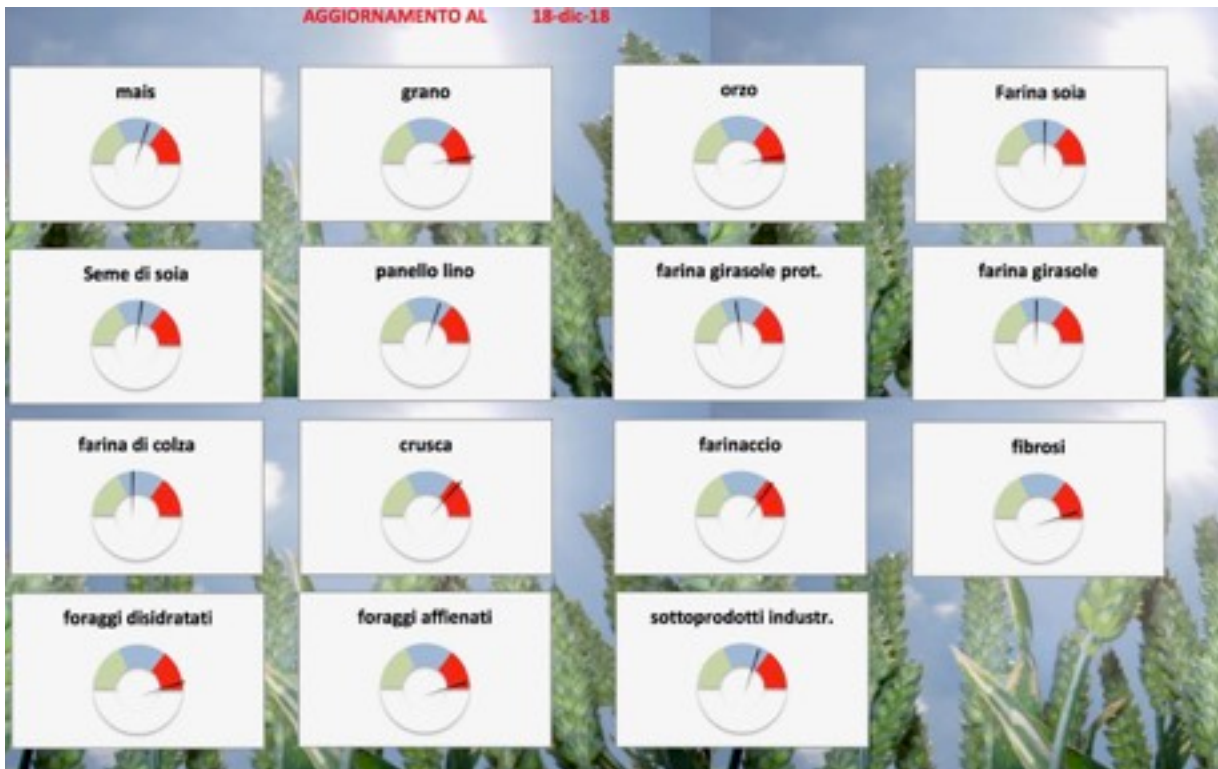 AGGIORNAMENTO AL 18-dic-18
mais
grano
orzo
Farina soia
Seme di soia
panello lino
farina girasole prot.
farina girasole
farina di colza
crusca
farinaccio
fibrosi
foraggi disidratati
foraggi affienati
sottoprodotti industr.